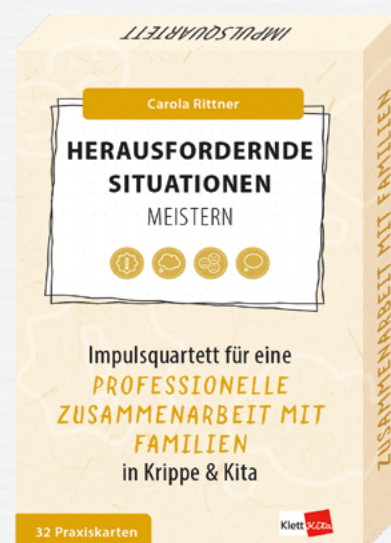 IMPULSQUARTETT
Carola Rittner
HERAUSFORDERNDE
SITUATIONEN
MEISTERN
Impulsquartett für eine
PROFESSIONELLE
ZUSAMMENARBEIT MIT
FAMILIEN
in Krippe & Kita
32 Praxiskarten
Klett Kita
ZUSAMMENARBEIT MIT FAMILIEN